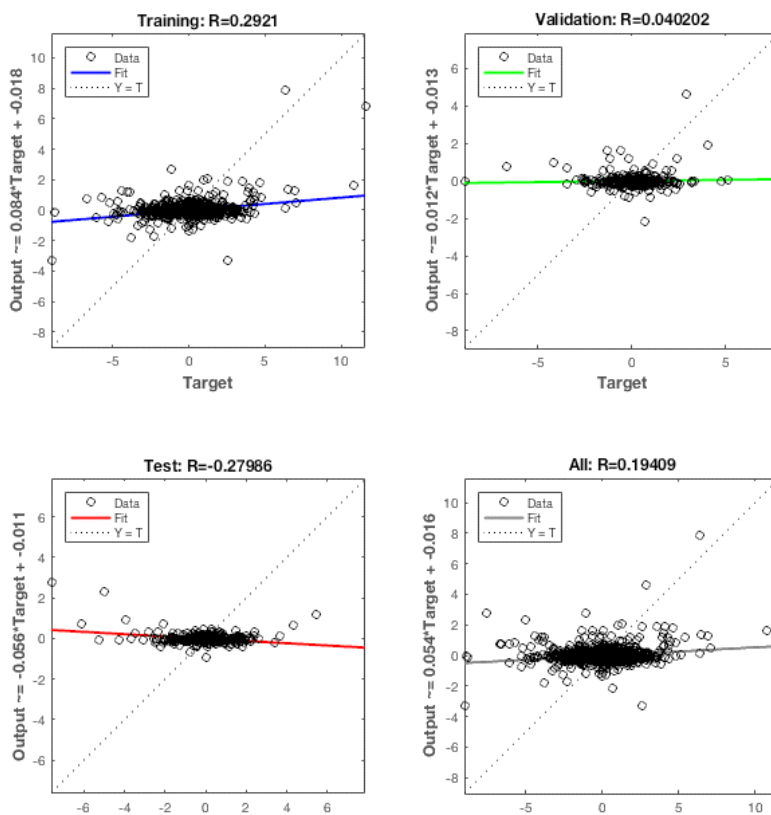 Training: R=0.2921
Output ~= 0.084*Target + -0.018
10
8
6
4
2
0
-2
-4
-6
-8
Data
Fit
Y = T
-5
0
5
10
Target
Validation: R=0.040202
Output ~= 0.012*Target + -0.013
6
4
2
0
-2
-4
-6
-8
Data
Fit
Y = T
-5
0
5
Target
Test: R=-0.27986
Output ~= -0.056*Target + -0.011
6
4
2
0
-2
-4
-6
Data
Fit
Y = T
-6
-4
-2
0
2
4
6
All: R=0.19409
Output ~= 0.054*Target + -0.016
10
8
6
4
2
0
-2
-4
-6
-8
Data
Fit
Y = T
-5
0
5
10